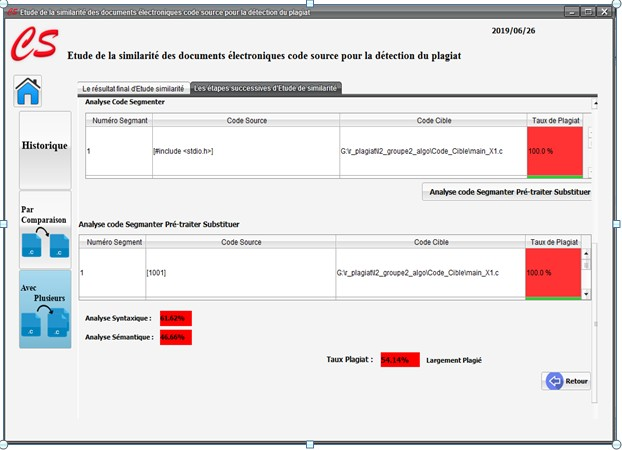 Etude de la similarité des documents électroniques code source pour la détection du plagiat
2019/06/26
CS
Etude de la similarité des documents électroniques code source pour la détection du plagiat
Le résultat final d'Etude similarité
Les étapes successives d'Etude de similarité
Analyse Code Segmenter
Numéro Segmant
Code Source
Code Cible
Taux de Plagiat
1
[#include <stdio.h>]
G:\r_plagiat\l2_groupe2_algo\Code_Cible\main_X1.c
100.0 %
Analyse code Segmanter Pré-traiter Substituer
Analyse code Segmanter Pré-traiter Substituer
Numéro Segment
Code Source
Code Cible
Taux de Plagiat
1
[1001]
G:\r_plagiat\l2_groupe2_algo\Code_Cible\main_X1.c
100.0 %
Analyse Syntaxique :
61,62%
Analyse Sémantique :
46,66%
Taux Plagiat :
54,14%
Largement Plagié
Retour
Historique
Par
Comparaison
.c
.c
Avec
Plusieurs
.c
.c